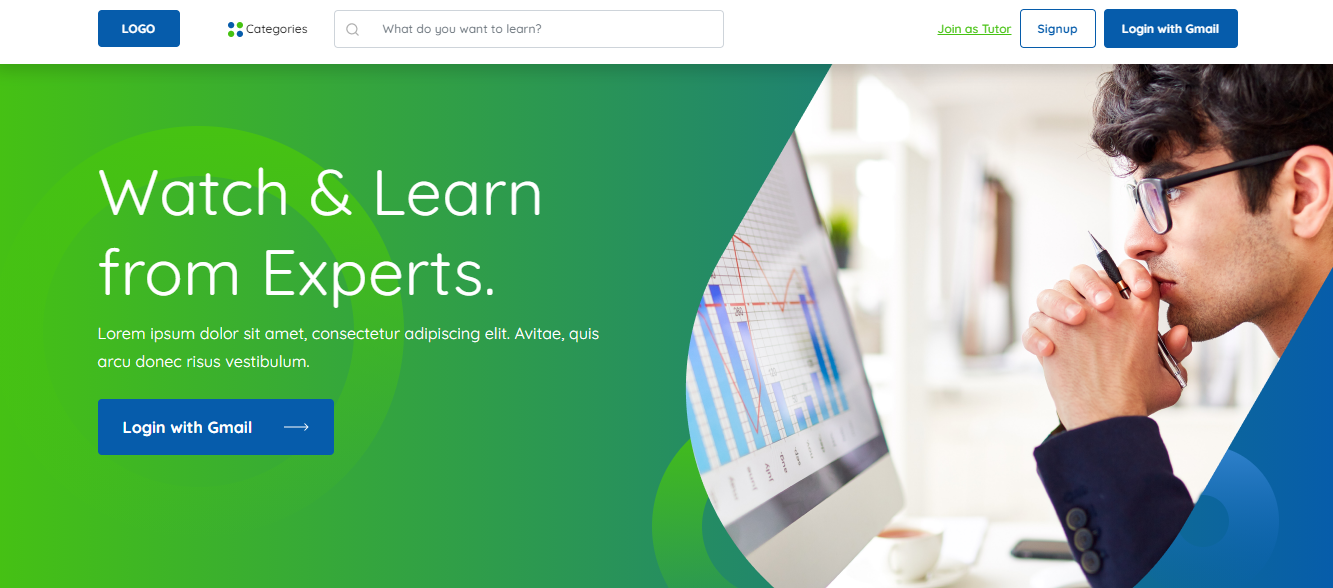 LOGO
Categories
What do you want to learn?
Join as Tutor
Signup
Login with Gmail
Watch & Learn
from Experts.
Lorem ipsum dolor sit amet, consectetur adipiscing elit. Avitae, quis
arcu donec risus vestibulum.
Login with Gmail